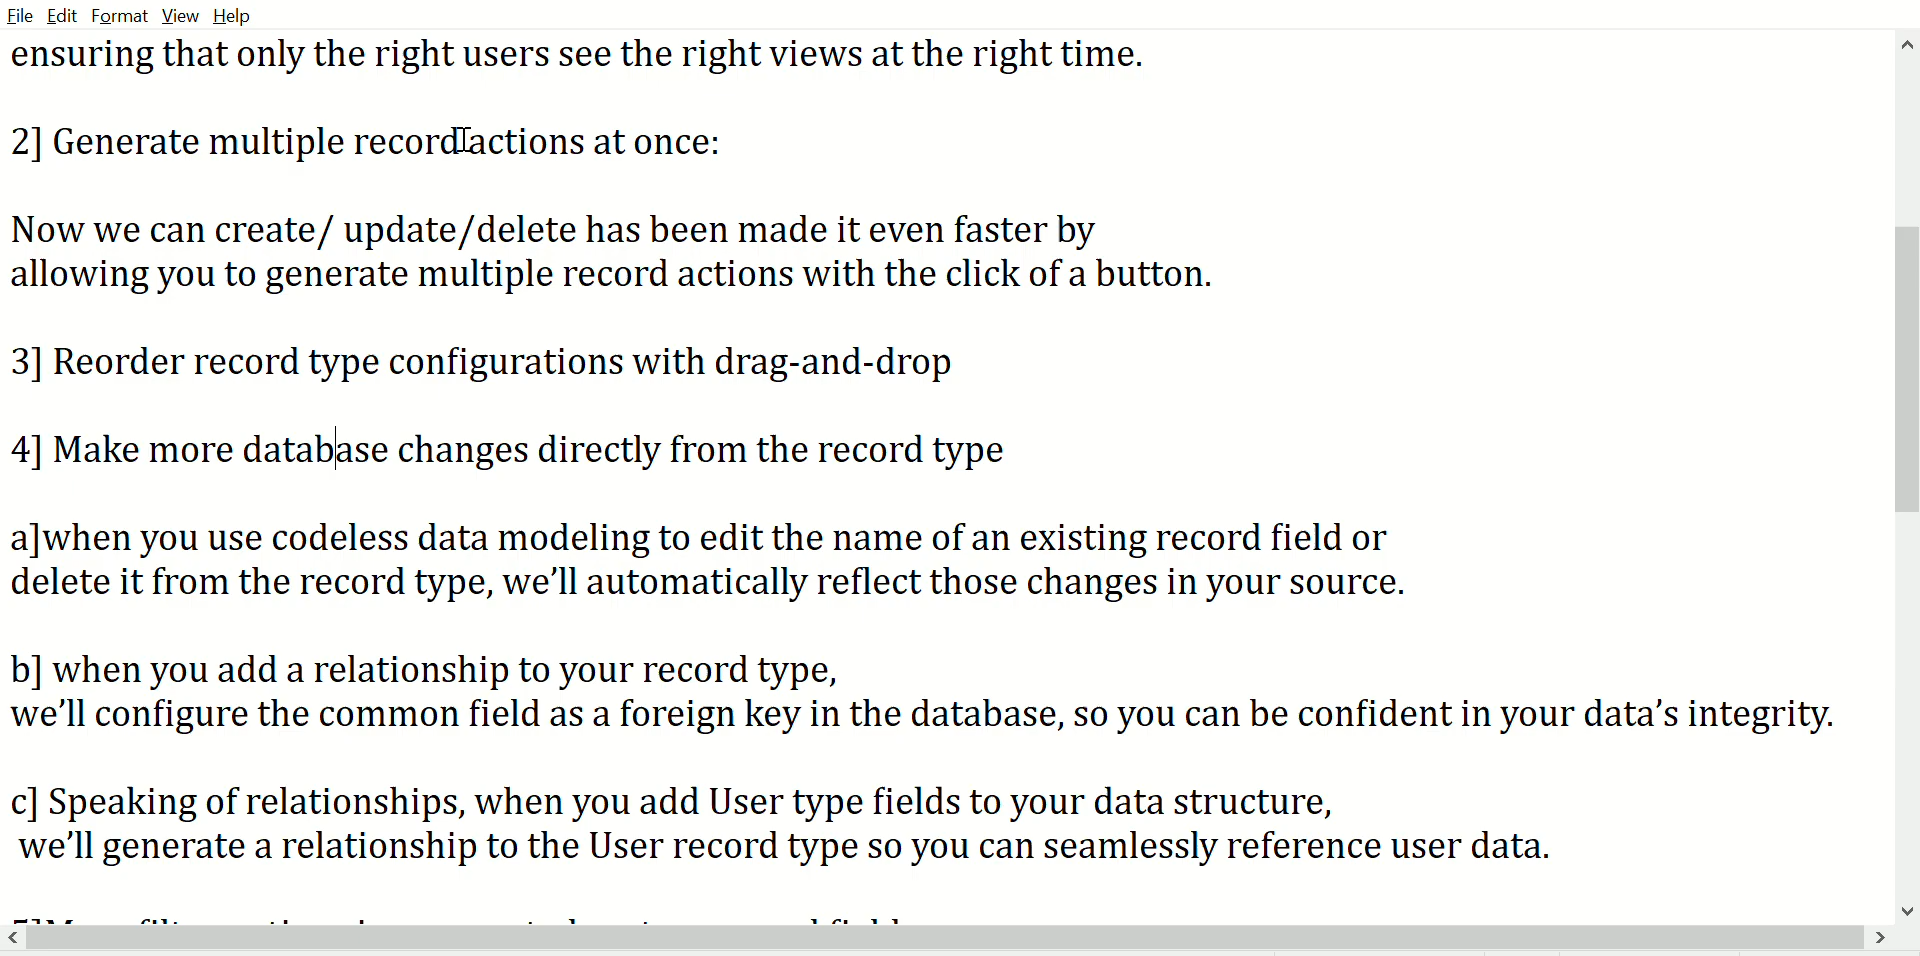 File Edit Format View Help
ensuring that only the right users see the right views at the right time.
2] Generate multiple record actions at once:
Now we can create/ update/delete has been made it even faster by
allowing you to generate multiple record actions with the click of a button.
3] Reorder record type configurations with drag-and-drop
4] Make more database changes directly from the record type
a]when you use codeless data modeling to edit the name of an existing record field or
delete it from the record type, we’ll automatically reflect those changes in your source.
b] when you add a relationship to your record type,
we’ll configure the common field as a foreign key in the database, so you can be confident in your data’s integrity.
c] Speaking of relationships, when you add User type fields to your data structure,
we’ll generate a relationship to the User record type so you can seamlessly reference user data.